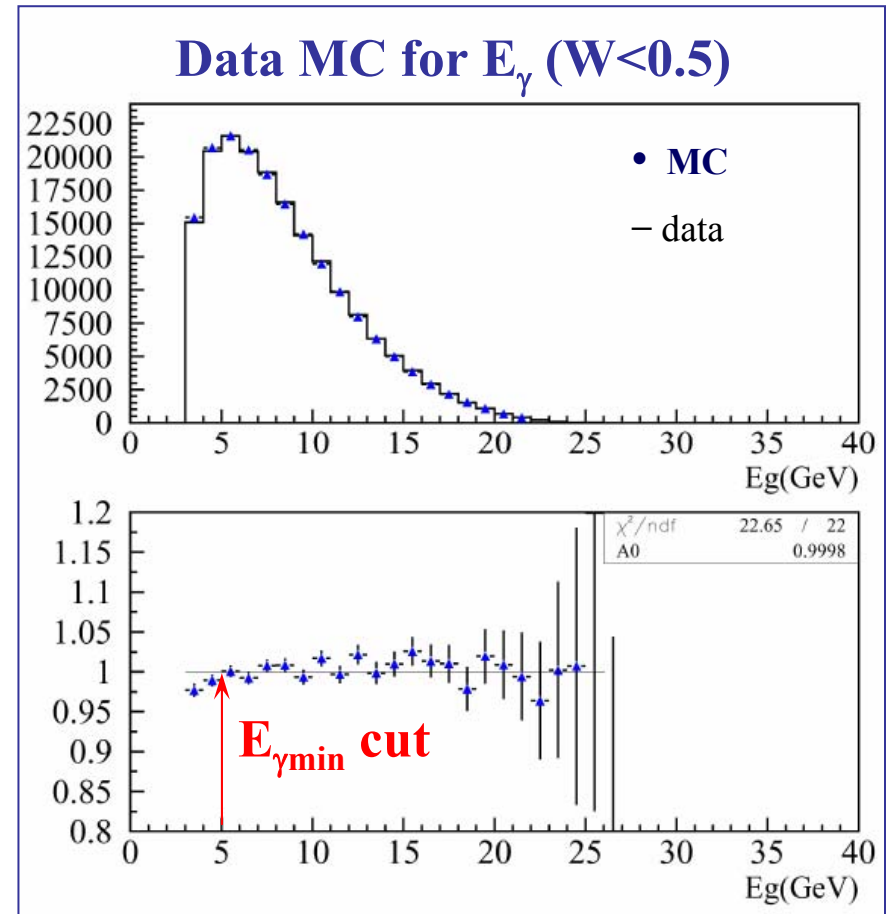 Data MC for Eγ (W<0.5)
22500
20000
17500
15000
12500
10000
7500
5000
2500
0
• MC
– data
0 5 10 15 20 25 30 35 40
Eg(GeV)
1.2
1.15
1.1
1.05
1
0.95
0.9
0.85
0.8
χ²/ndf 22.65 / 22
A0 0.9998
Eγmin cut
0 5 10 15 20 25 30 35 40
Eg(GeV)